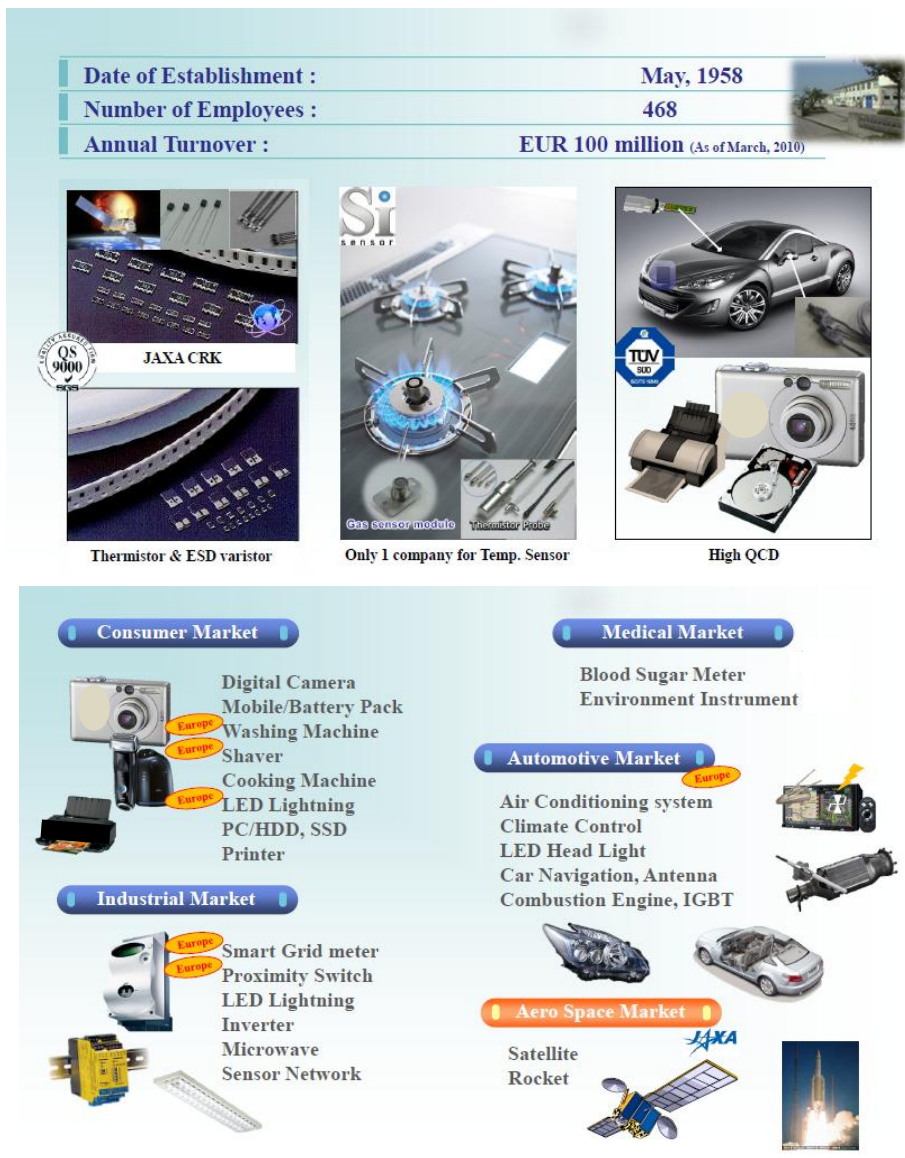 Date of Establishment : May, 1958
Number of Employees : 468
Annual Turnover : EUR 100 million (As of March, 2010)
Si
sensor
JAXA CRK
QUALITY ASSURED FIRM
QS
9000
SGS
TÜV
SÜD
Gas sensor module
Thermistor Probe
Thermistor & ESD varistor
Only 1 company for Temp. Sensor
High QCD
Consumer Market
Digital Camera
Mobile/Battery Pack
Europe Washing Machine
Europe Shaver
Cooking Machine
Europe LED Lightning
PC/HDD, SSD
Printer
Industrial Market
Europe Smart Grid meter
Europe Proximity Switch
LED Lightning
Inverter
Microwave
Sensor Network
Medical Market
Blood Sugar Meter
Environment Instrument
Automotive Market
Europe
Air Conditioning system
Climate Control
LED Head Light
Car Navigation, Antenna
Combustion Engine, IGBT
Aero Space Market
JAXA
Satellite
Rocket